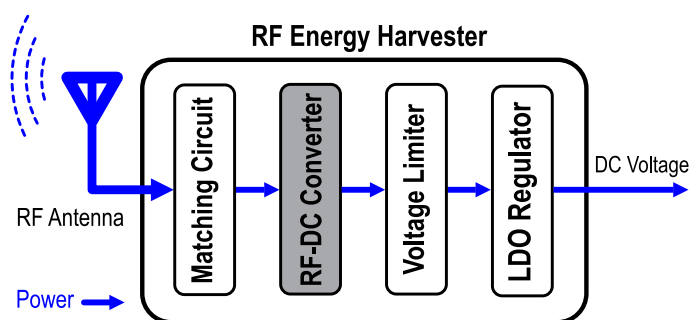 RF Energy Harvester
Matching Circuit
RF-DC Converter
Voltage Limiter
LDO Regulator
DC Voltage
RF Antenna
Power